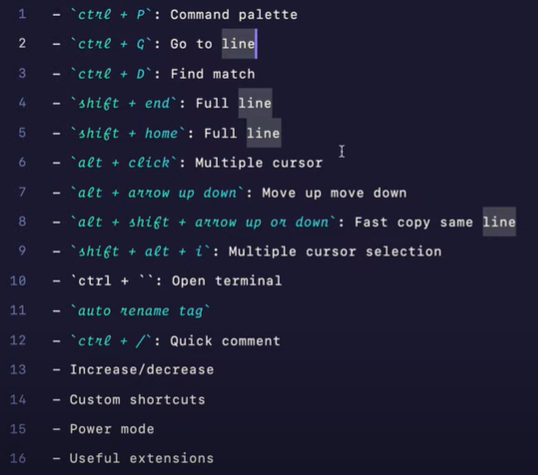 1 - `ctrl + P`: Command palette
2 - `ctrl + G`: Go to line
3 - `ctrl + D`: Find match
4 - `shift + end`: Full line
5 - `shift + home`: Full line
6 - `alt + click`: Multiple cursor
7 - `alt + arrow up down`: Move up move down
8 - `alt + shift + arrow up or down`: Fast copy same line
9 - `shift + alt + i`: Multiple cursor selection
10 - `ctrl + ``: Open terminal
11 - `auto rename tag`
12 - `ctrl + /`: Quick comment
13 - Increase/decrease
14 - Custom shortcuts
15 - Power mode
16 - Useful extensions